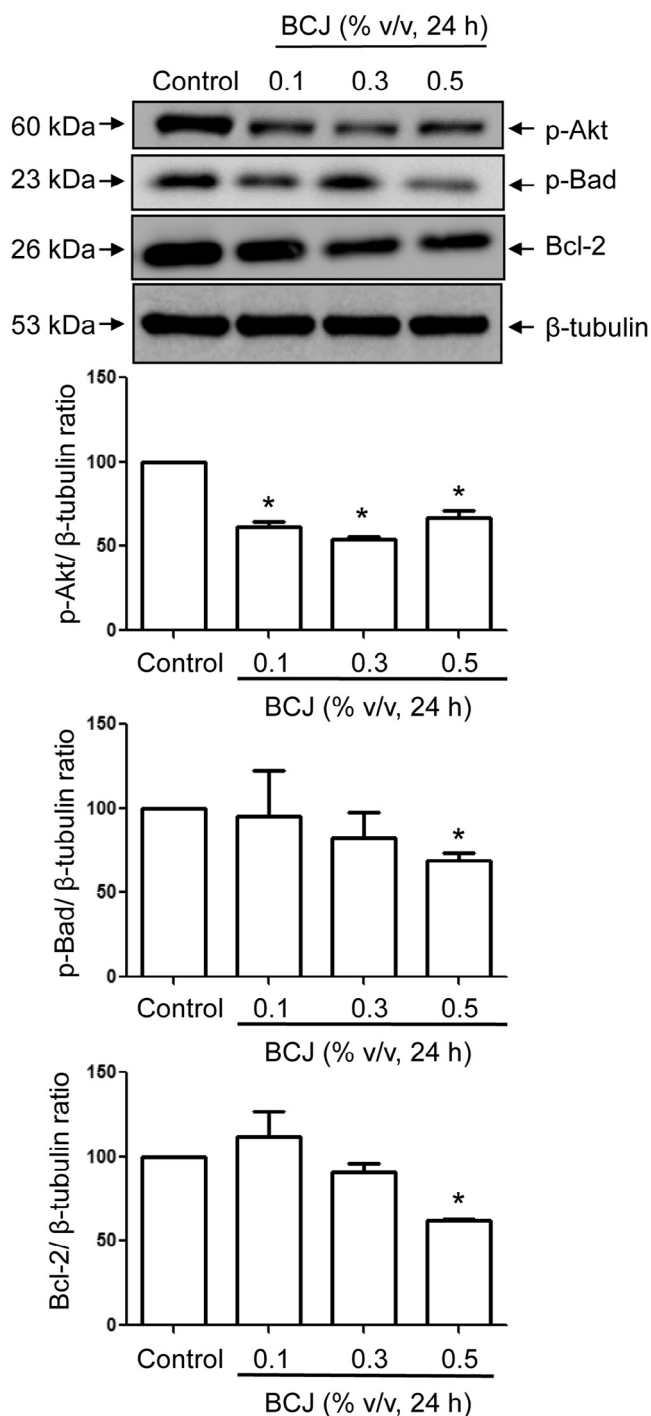 BCJ (% v/v, 24 h)
Control 0.1 0.3 0.5
60 kDa p-Akt
23 kDa p-Bad
26 kDa Bcl-2
53 kDa β-tubulin
p-Akt/ β-tubulin ratio
150
100
50
0
* * *
Control 0.1 0.3 0.5
BCJ (% v/v, 24 h)
p-Bad/ β-tubulin ratio
150
100
50
0
*
Control 0.1 0.3 0.5
BCJ (% v/v, 24 h)
Bcl-2/ β-tubulin ratio
150
100
50
0
*
Control 0.1 0.3 0.5
BCJ (% v/v, 24 h)